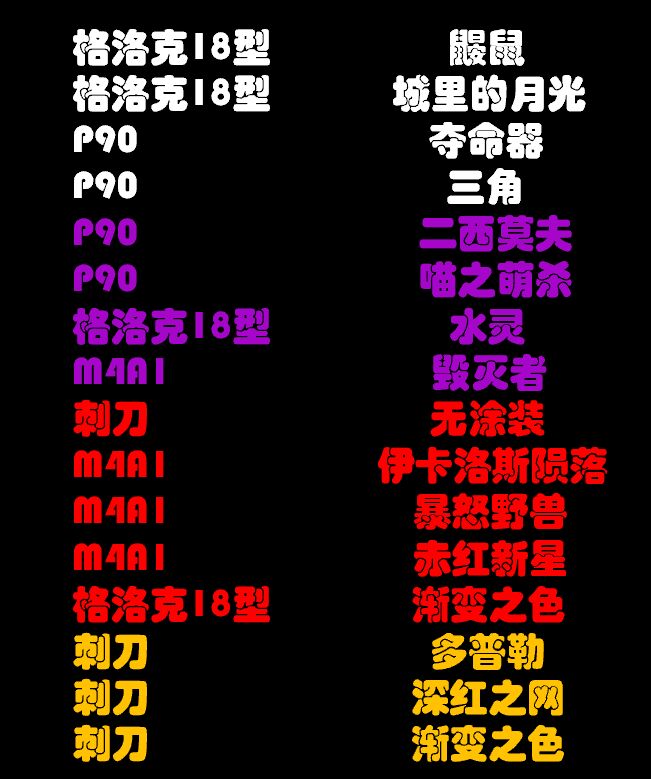 格洛克18型 鼹鼠
格洛克18型 城里的月光
P90 夺命器
P90 三角
P90 二西莫夫
P90 喵之萌杀
格洛克18型 水灵
M4A1 毁灭者
刺刀 无涂装
M4A1 伊卡洛斯陨落
M4A1 暴怒野兽
M4A1 赤红新星
格洛克18型 渐变之色
刺刀 多普勒
刺刀 深红之网
刺刀 渐变之色